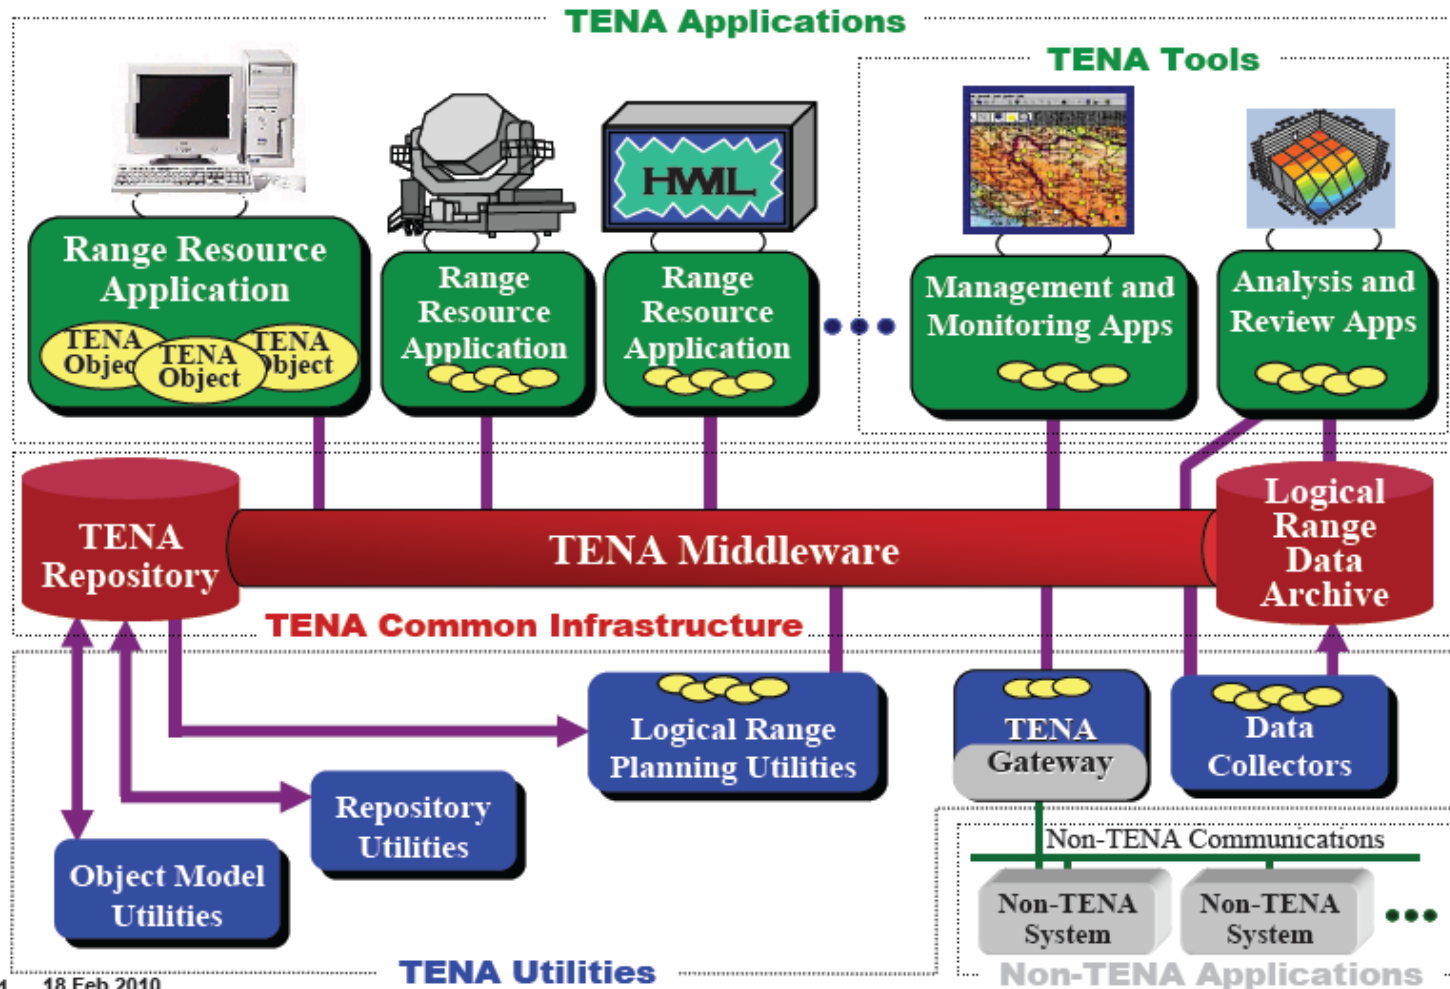 TENA Applications
TENA Tools
HWIL
Range Resource
Application
TENA
Object
TENA
Object
TENA
Object
Range
Resource
Application
Range
Resource
Application
Management and
Monitoring Apps
Analysis and
Review Apps
TENA
Repository
TENA Middleware
Logical
Range
Data
Archive
TENA Common Infrastructure
Logical Range
Planning Utilities
TENA
Gateway
Data
Collectors
Repository
Utilities
Object Model
Utilities
Non-TENA Communications
Non-TENA
System
Non-TENA
System
TENA Utilities
Non-TENA Applications
18 Feb 2010